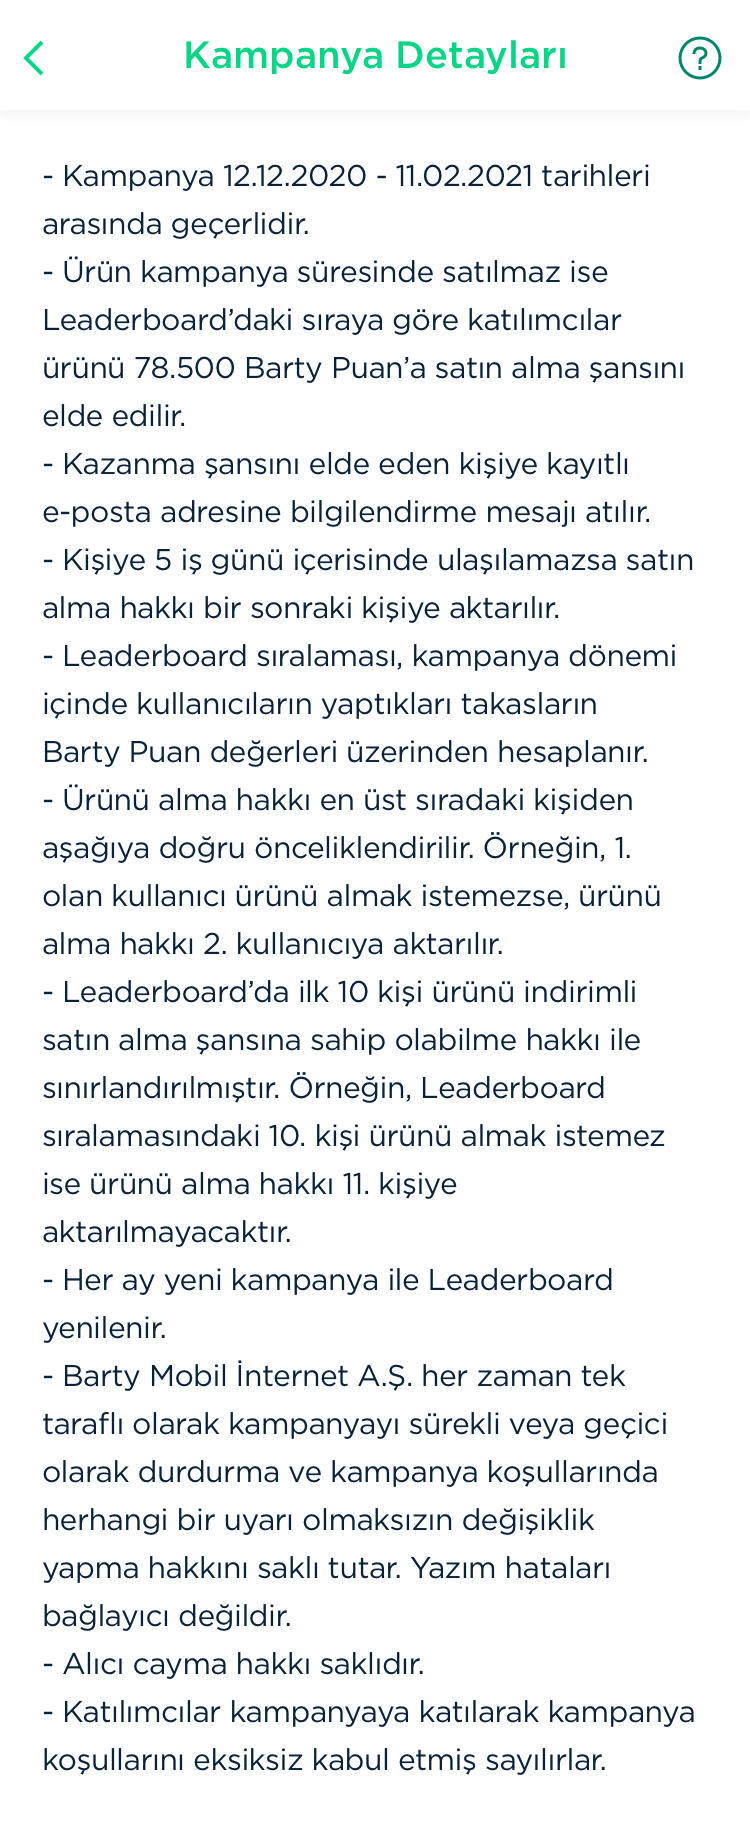 Kampanya Detayları
?
- Kampanya 12.12.2020 - 11.02.2021 tarihleri
arasında geçerlidir.
- Ürün kampanya süresinde satılmaz ise
Leaderboard’daki sıraya göre katılımcılar
ürünü 78.500 Barty Puan’a satın alma şansını
elde edilir.
- Kazanma şansını elde eden kişiye kayıtlı
e-posta adresine bilgilendirme mesajı atılır.
- Kişiye 5 iş günü içerisinde ulaşılamazsa satın
alma hakkı bir sonraki kişiye aktarılır.
- Leaderboard sıralaması, kampanya dönemi
içinde kullanıcıların yaptıkları takasların
Barty Puan değerleri üzerinden hesaplanır.
- Ürünü alma hakkı en üst sıradaki kişiden
aşağıya doğru önceliklendirilir. Örneğin, 1.
olan kullanıcı ürünü almak istemezse, ürünü
alma hakkı 2. kullanıcıya aktarılır.
- Leaderboard’da ilk 10 kişi ürünü indirimli
satın alma şansına sahip olabilme hakkı ile
sınırlandırılmıştır. Örneğin, Leaderboard
sıralamasındaki 10. kişi ürünü almak istemez
ise ürünü alma hakkı 11. kişiye
aktarılmayacaktır.
- Her ay yeni kampanya ile Leaderboard
yenilenir.
- Barty Mobil İnternet A.Ş. her zaman tek
taraflı olarak kampanyayı sürekli veya geçici
olarak durdurma ve kampanya koşullarında
herhangi bir uyarı olmaksızın değişiklik
yapma hakkını saklı tutar. Yazım hataları
bağlayıcı değildir.
- Alıcı cayma hakkı saklıdır.
- Katılımcılar kampanyaya katılarak kampanya
koşullarını eksiksiz kabul etmiş sayılırlar.